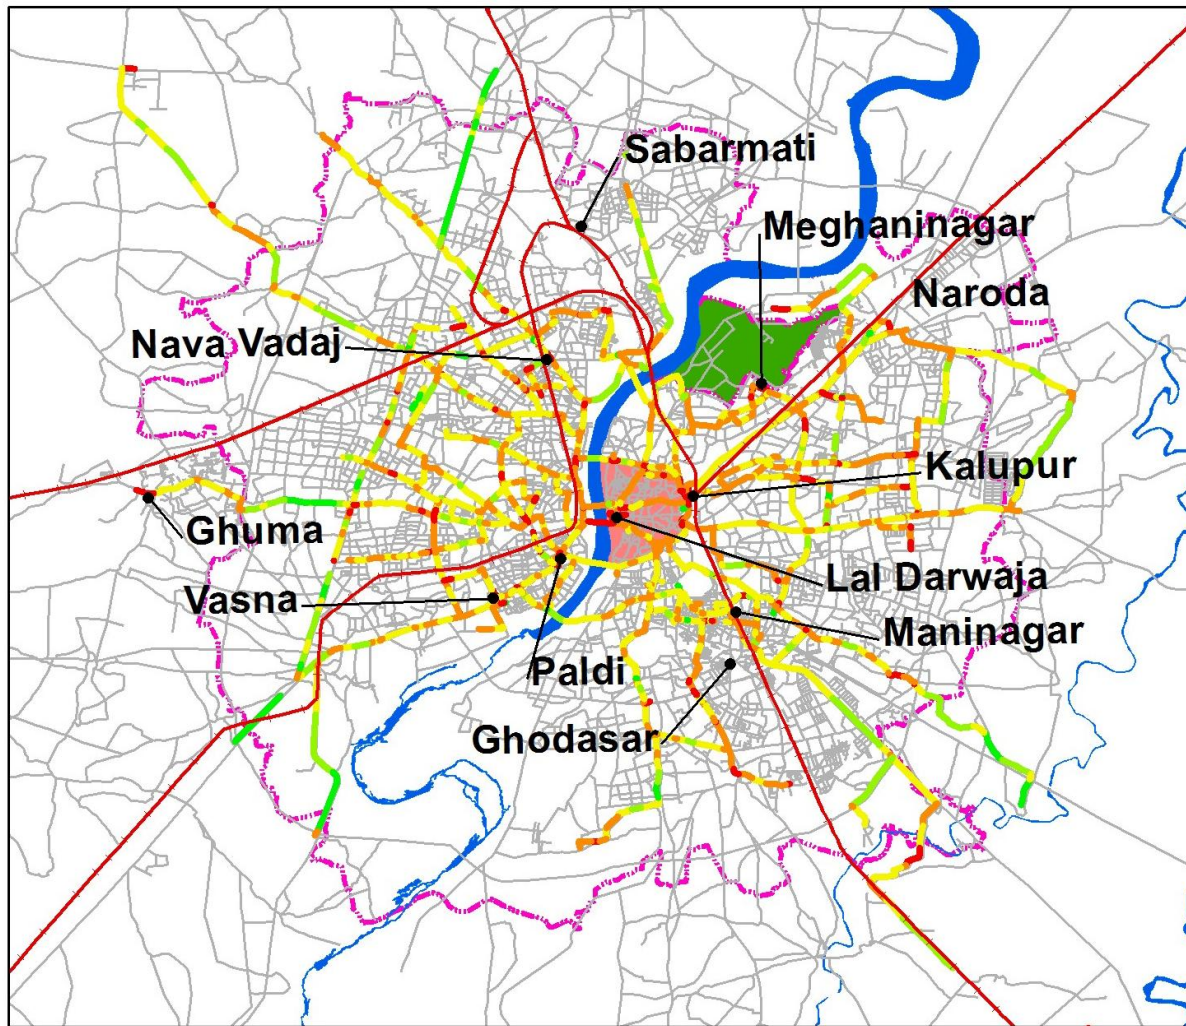 Sabarmati
Meghaninagar
Naroda
Nava Vadaj
Kalupur
Ghuma
Lal Darwaja
Vasna
Maninagar
Paldi
Ghodasar